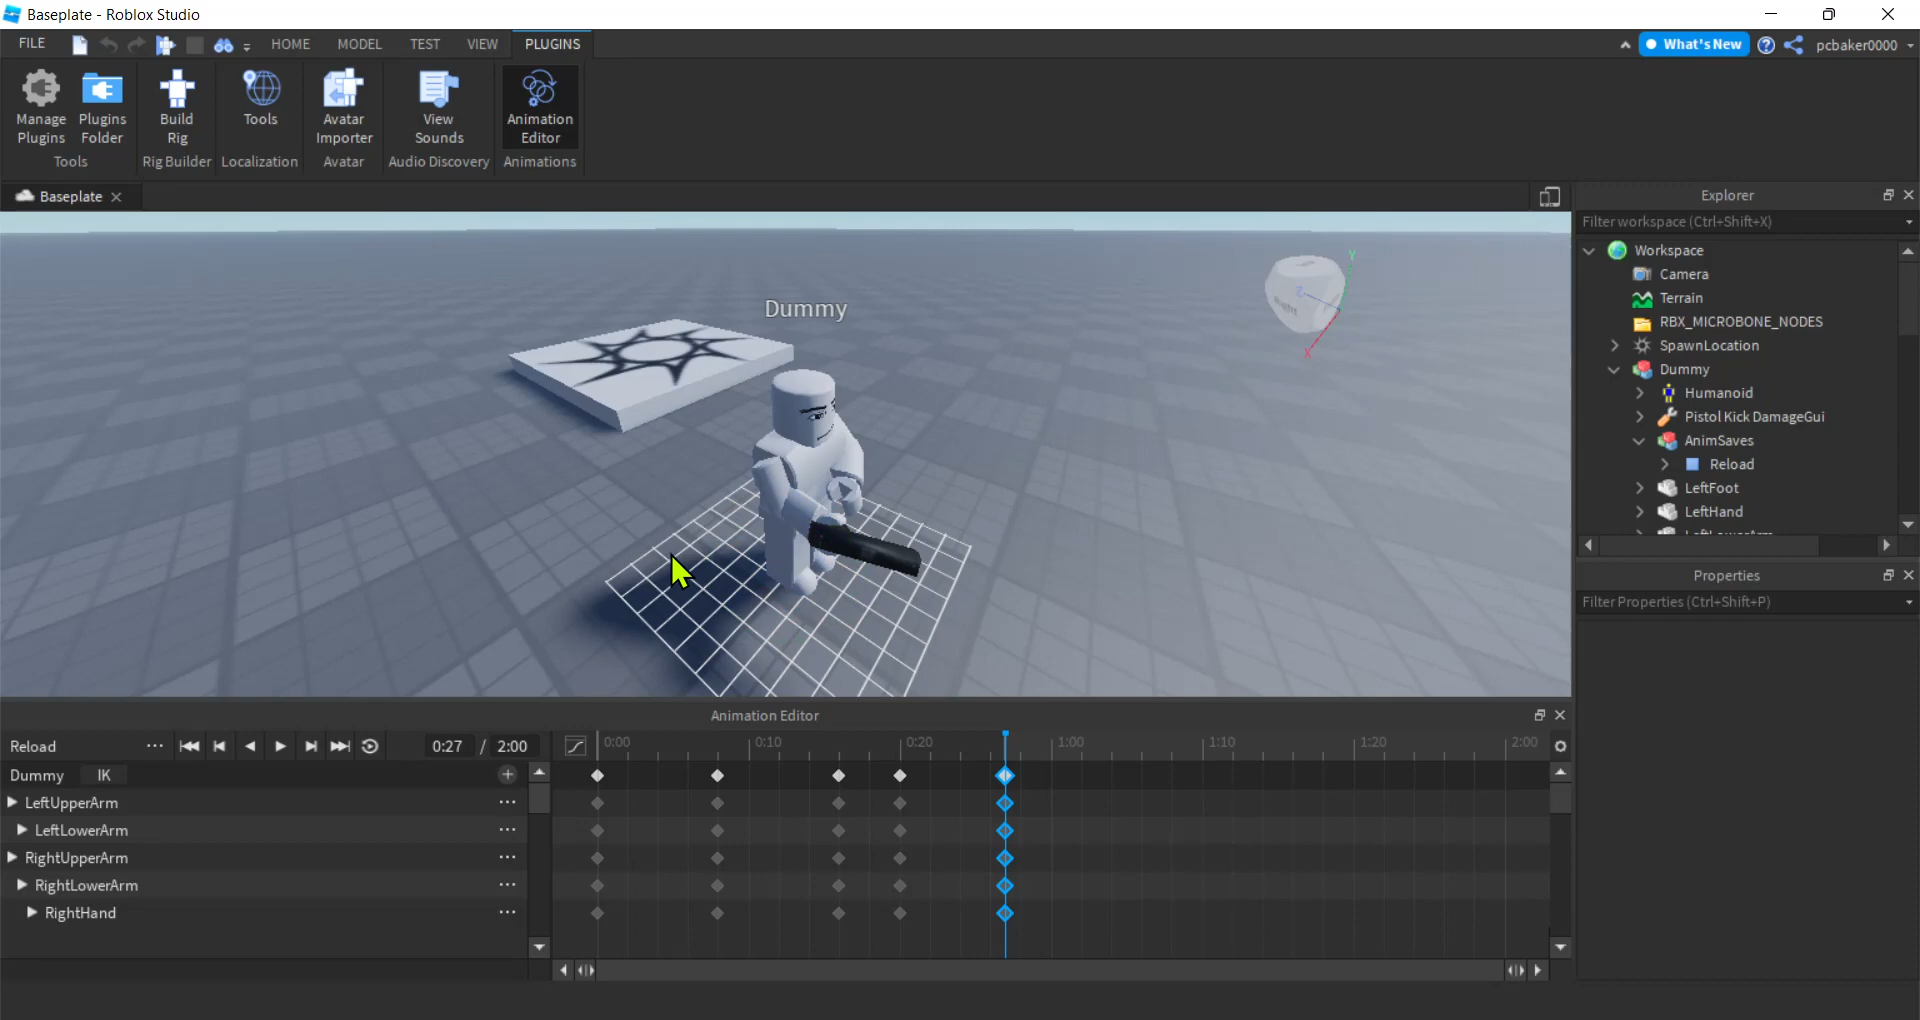 Baseplate - Roblox Studio
FILE HOME MODEL TEST VIEW PLUGINS What's New pcbaker0000
Manage Plugins Plugins Folder Build Rig Tools Avatar Importer View Sounds Animation Editor
Tools Rig Builder Localization Avatar Audio Discovery Animations
Baseplate
Explorer
Filter workspace (Ctrl+Shift+X)
Workspace
Camera
Terrain
RBX_MICROBONE_NODES
SpawnLocation
Dummy
Humanoid
Pistol Kick DamageGui
AnimSaves
Reload
LeftFoot
LeftHand
LeftLowerArm
Properties
Filter Properties (Ctrl+Shift+P)
Dummy
Right
Y
Z
X
Animation Editor
Reload 0:27 / 2:00 0:00 0:10 0:20 1:00 1:10 1:20 2:00
Dummy IK
LeftUpperArm
LeftLowerArm
RightUpperArm
RightLowerArm
RightHand